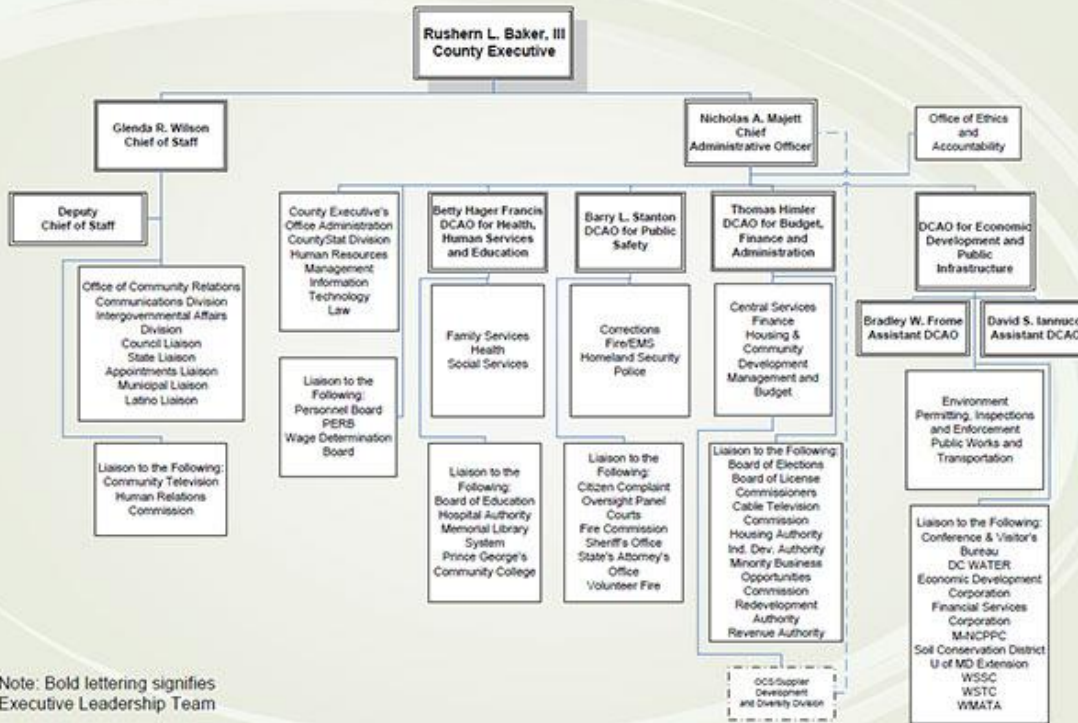 Rushern L. Baker, III
County Executive
Glenda R. Wilson
Chief of Staff
Nicholas A. Majett
Chief
Administrative Officer
Office of Ethics
and
Accountability
Deputy
Chief of Staff
County Executive's
Office Administration
CountyStat Division
Human Resources
Management
Information
Technology
Law
Betty Hager Francis
DCAO for Health,
Human Services
and Education
Barry L. Stanton
DCAO for Public
Safety
Thomas Himler
DCAO for Budget,
Finance and
Administration
DCAO for Economic
Development and
Public
Infrastructure
Office of Community Relations
Communications Division
Intergovernmental Affairs
Division
Council Liaison
State Liaison
Appointments Liaison
Municipal Liaison
Latino Liaison
Family Services
Health
Social Services
Corrections
Fire/EMS
Homeland Security
Police
Central Services
Finance
Housing &
Community
Development
Management and
Budget
Bradley W. Frome
Assistant DCAO
David S. Iannucc
Assistant DCAO
Liaison to the
Following:
Personnel Board
PERB
Wage Determination
Board
Environment
Permitting, Inspections
and Enforcement
Public Works and
Transportation
Liaison to the Following:
Community Television
Human Relations
Commission
Liaison to the
Following:
Board of Education
Hospital Authority
Memorial Library
System
Prince George's
Community College
Liaison to the
Following:
Citizen Complaint
Oversight Panel
Courts
Fire Commission
Sheriff's Office
State's Attorney's
Office
Volunteer Fire
Liaison to the Following:
Board of Elections
Board of License
Commissioners
Cable Television
Commission
Housing Authority
Ind. Dev. Authority
Minority Business
Opportunities
Commission
Redevelopment
Authority
Revenue Authority
Liaison to the Following:
Conference & Visitor's
Bureau
DC WATER
Economic Development
Corporation
Financial Services
Corporation
M-NCPPC
Soil Conservation District
U of MD Extension
WSSC
WSTC
WMATA
OCS/Supplier
Development
and Diversity Division
Note: Bold lettering signifies
Executive Leadership Team